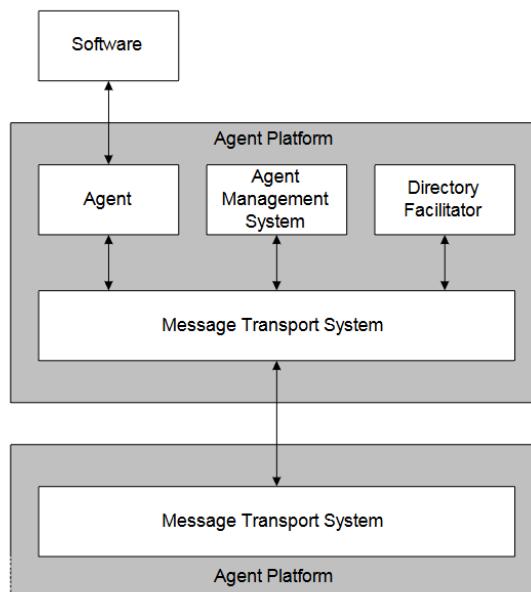 Software
Agent Platform
Agent
Agent
Management
System
Directory
Facilitator
Message Transport System
Message Transport System
Agent Platform